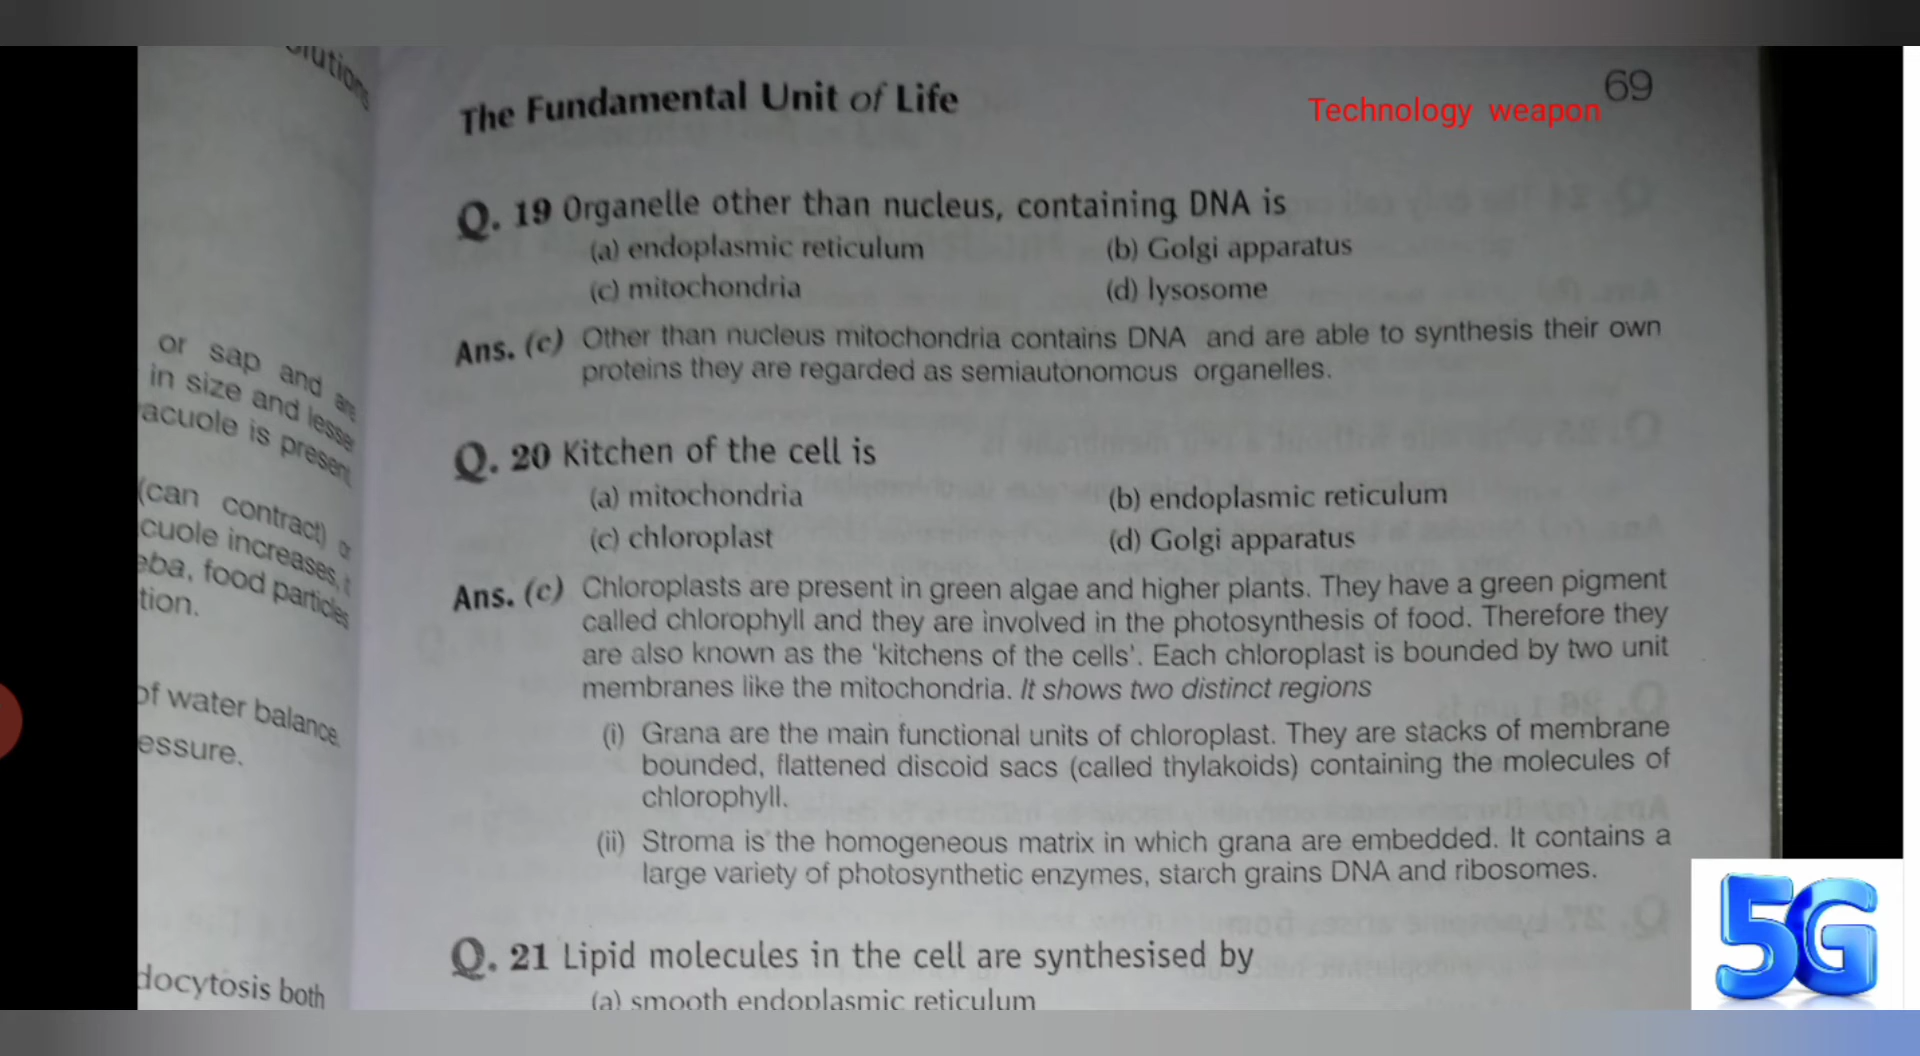 olutions
or sap and are
in size and lesser
vacuole is present
(can contract) or
cuole increases, it
eba, food particles
tion.
of water balance.
essure.
docytosis both
The Fundamental Unit of Life
69
Technology weapon
Q. 19 Organelle other than nucleus, containing DNA is
(a) endoplasmic reticulum (b) Golgi apparatus
(c) mitochondria (d) lysosome
Ans. (c) Other than nucleus mitochondria contains DNA and are able to synthesis their own
proteins they are regarded as semiautonomous organelles.
Q. 20 Kitchen of the cell is
(a) mitochondria (b) endoplasmic reticulum
(c) chloroplast (d) Golgi apparatus
Ans. (c) Chloroplasts are present in green algae and higher plants. They have a green pigment
called chlorophyll and they are involved in the photosynthesis of food. Therefore they
are also known as the 'kitchens of the cells'. Each chloroplast is bounded by two unit
membranes like the mitochondria. It shows two distinct regions
(i) Grana are the main functional units of chloroplast. They are stacks of membrane
bounded, flattened discoid sacs (called thylakoids) containing the molecules of
chlorophyll.
(ii) Stroma is the homogeneous matrix in which grana are embedded. It contains a
large variety of photosynthetic enzymes, starch grains DNA and ribosomes.
Q. 21 Lipid molecules in the cell are synthesised by
(a) smooth endoplasmic reticulum
5G